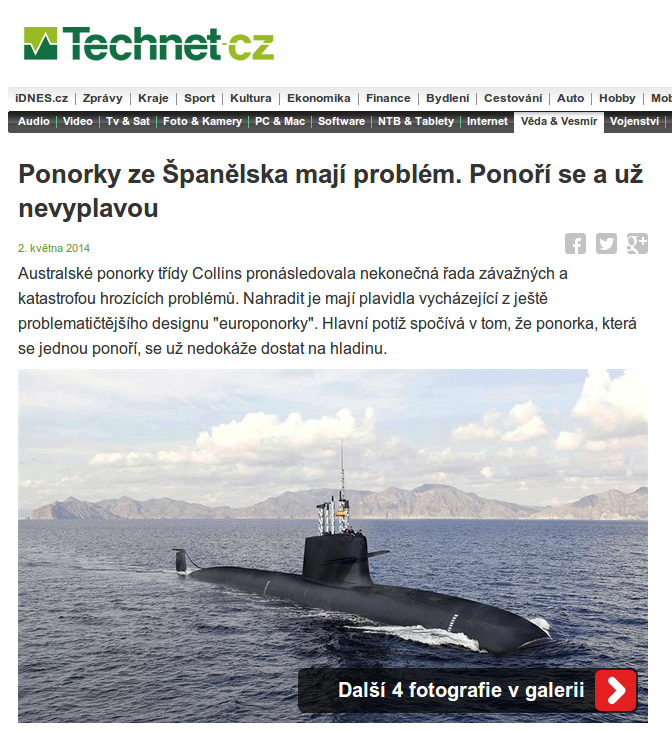 Technet.cz
iDNES.cz Zprávy Kraje Sport Kultura Ekonomika Finance Bydlení Cestování Auto Hobby Mob
Audio Video Tv & Sat Foto & Kamery PC & Mac Software NTB & Tablety Internet Věda & Vesmír Vojenství
Ponorky ze Španělska mají problém. Ponoří se a už
nevyplavou
2. května 2014
Australské ponorky třídy Collins pronásledovala nekonečná řada závažných a
katastrofou hrozících problémů. Nahradit je mají plavidla vycházející z ještě
problematičtějšího designu "europonorky". Hlavní potíž spočívá v tom, že ponorka, která
se jednou ponoří, se už nedokáže dostat na hladinu.
Další 4 fotografie v galerii